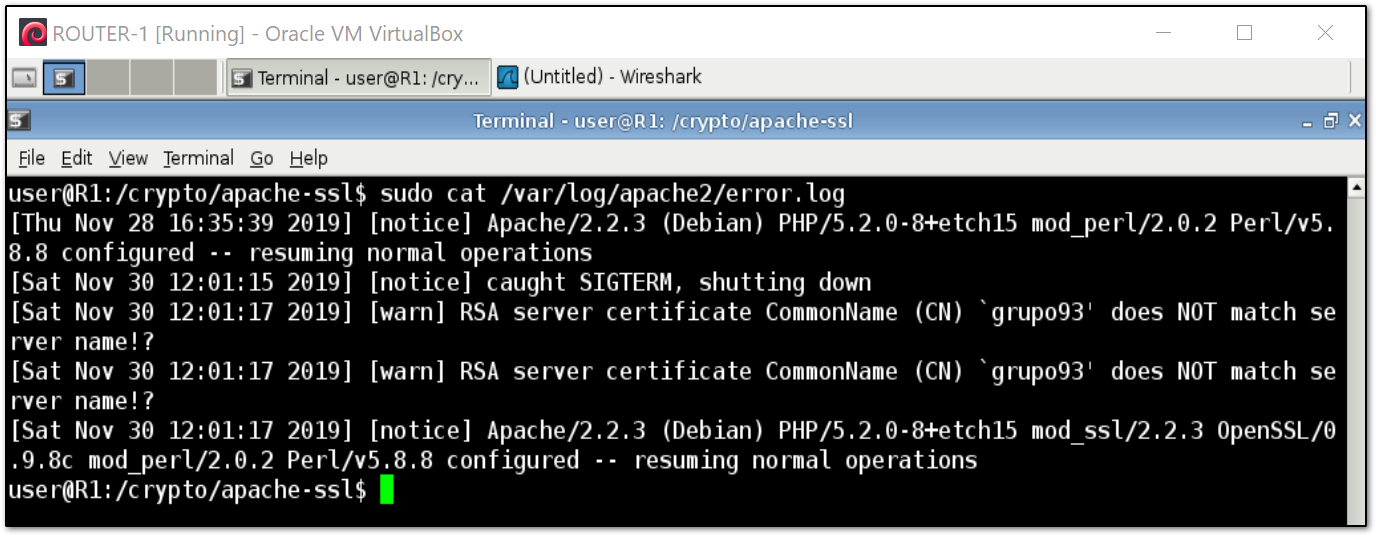 ROUTER-1 [Running] - Oracle VM VirtualBox
Terminal - user@R1: /cry... (Untitled) - Wireshark
Terminal - user@R1: /crypto/apache-ssl
File Edit View Terminal Go Help
user@R1:/crypto/apache-ssl$ sudo cat /var/log/apache2/error.log
[Thu Nov 28 16:35:39 2019] [notice] Apache/2.2.3 (Debian) PHP/5.2.0-8+etch15 mod_perl/2.0.2 Perl/v5.
8.8 configured -- resuming normal operations
[Sat Nov 30 12:01:15 2019] [notice] caught SIGTERM, shutting down
[Sat Nov 30 12:01:17 2019] [warn] RSA server certificate CommonName (CN) `grupo93' does NOT match se
rver name!?
[Sat Nov 30 12:01:17 2019] [warn] RSA server certificate CommonName (CN) `grupo93' does NOT match se
rver name!?
[Sat Nov 30 12:01:17 2019] [notice] Apache/2.2.3 (Debian) PHP/5.2.0-8+etch15 mod_ssl/2.2.3 OpenSSL/0
.9.8c mod_perl/2.0.2 Perl/v5.8.8 configured -- resuming normal operations
user@R1:/crypto/apache-ssl$